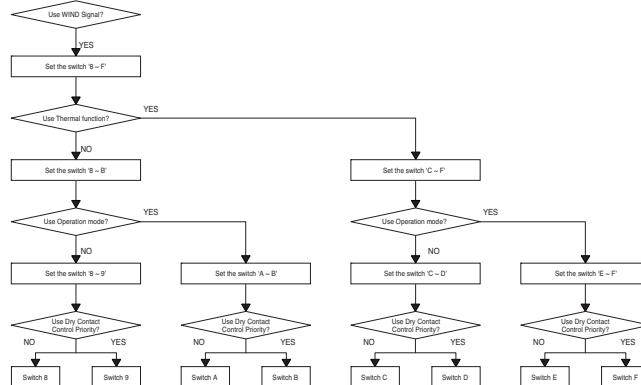 Use WIND Signal?
YES
Set the switch '8 ~ F'
Use Thermal function?
YES
NO
Set the switch '8 ~ B'
Set the switch 'C ~ F'
Use Operation mode?
YES
Use Operation mode?
YES
NO
NO
Set the switch '8 ~ 9'
Set the switch 'A ~ B'
Set the switch 'C ~ D'
Set the switch 'E ~ F'
Use Dry Contact
Control Priority?
Use Dry Contact
Control Priority?
Use Dry Contact
Control Priority?
Use Dry Contact
Control Priority?
NO
YES
NO
YES
NO
YES
NO
YES
Switch 8
Switch 9
Switch A
Switch B
Switch C
Switch D
Switch E
Switch F